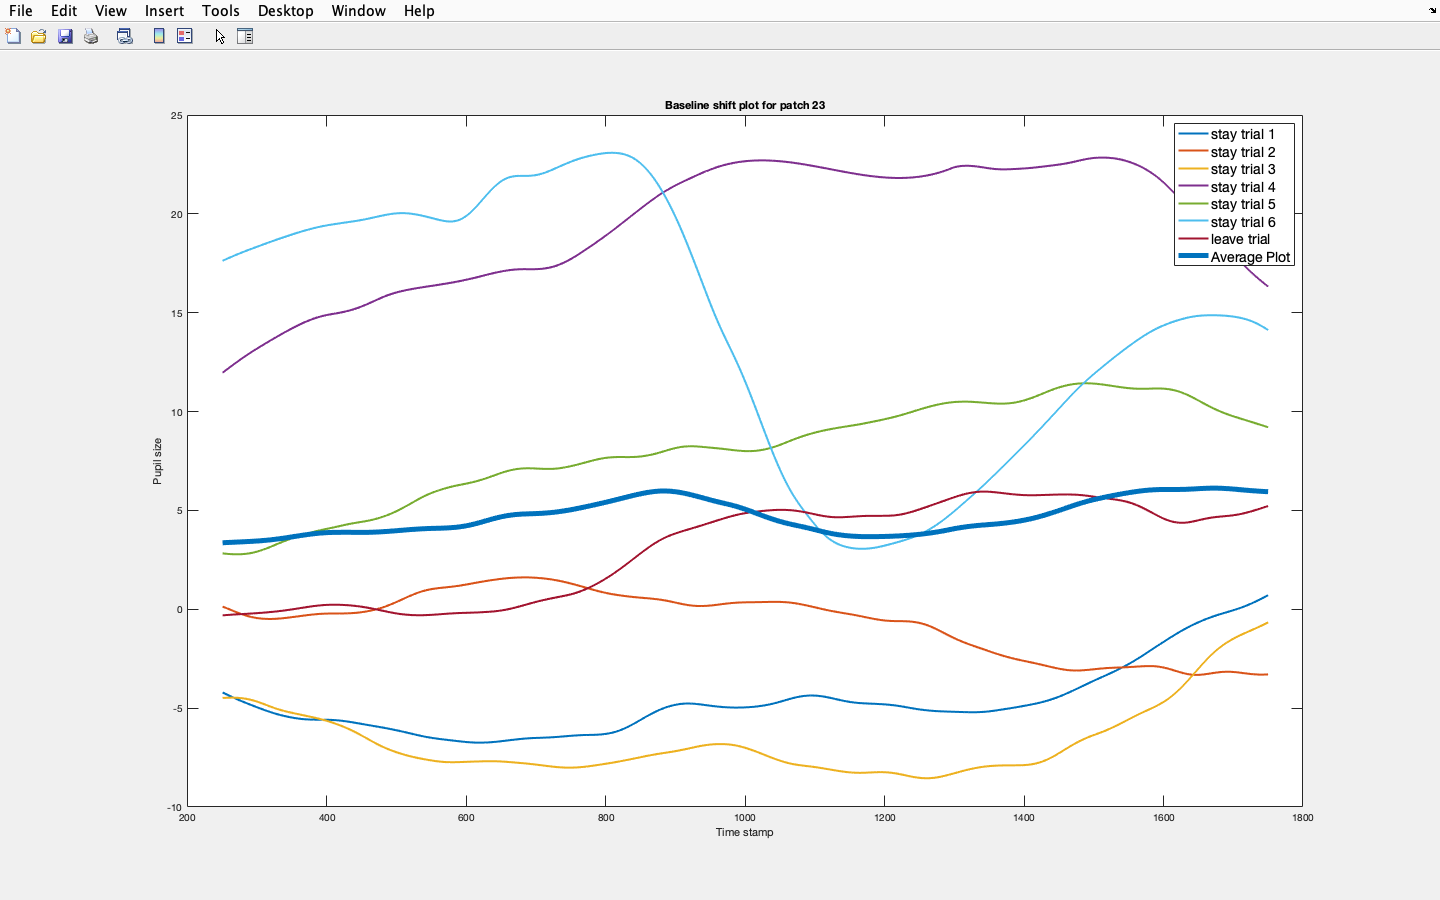 File Edit View Insert Tools Desktop Window Help
Baseline shift plot for patch 23
25
20
15
10
5
0
-5
-10
Pupil size
200 400 600 800 1000 1200 1400 1600 1800
Time stamp
stay trial 1
stay trial 2
stay trial 3
stay trial 4
stay trial 5
stay trial 6
leave trial
Average Plot